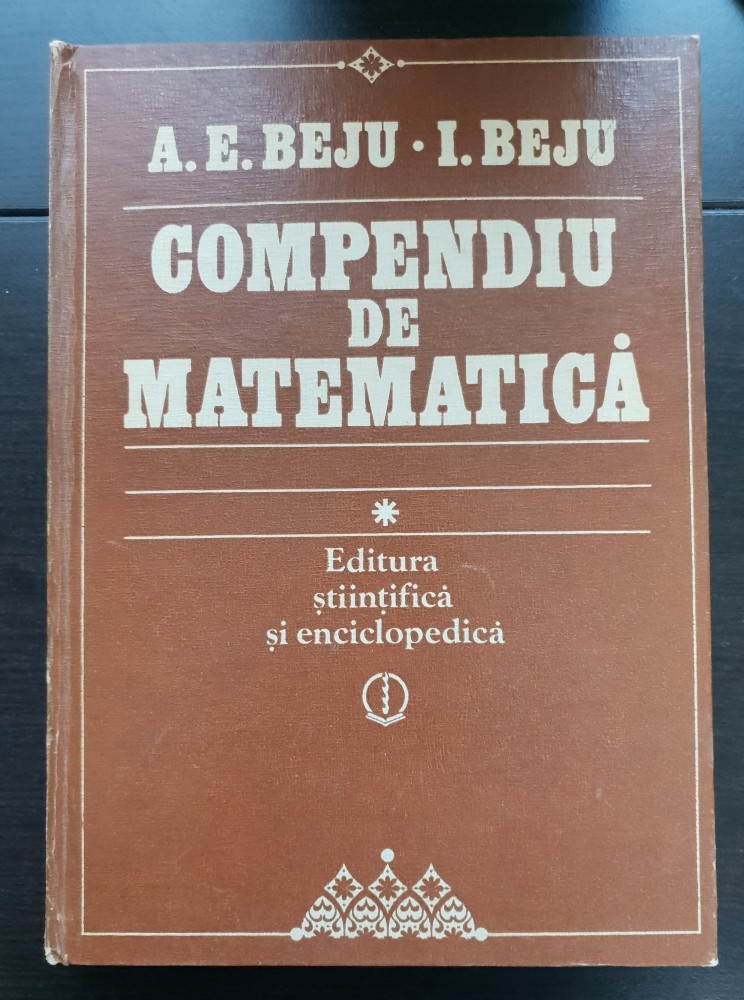 A. E. BEJU • I. BEJU
COMPENDIU
DE
MATEMATICĂ
*
Editura
științifică
și enciclopedică